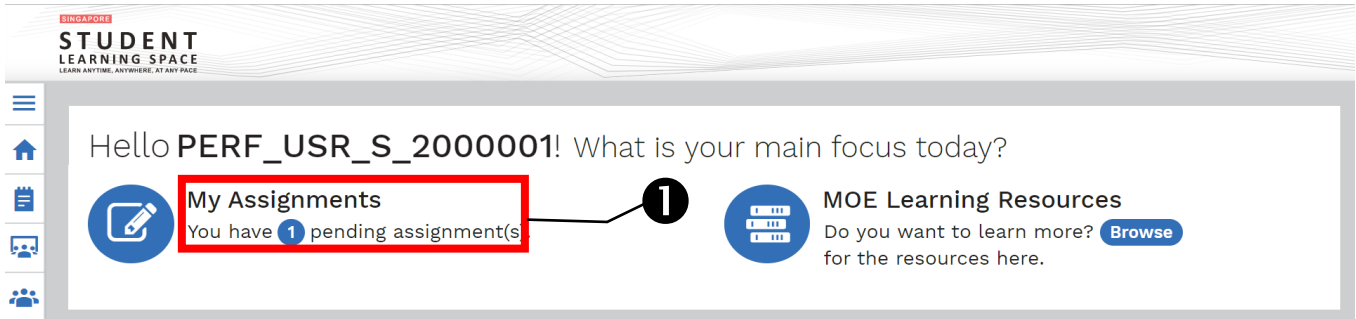 SINGAPORE
STUDENT
LEARNING SPACE
LEARN ANYTIME, ANYWHERE, AT ANY PACE
Hello PERF_USR_S_2000001! What is your main focus today?
My Assignments
You have 1 pending assignment(s).
1
MOE Learning Resources
Do you want to learn more? Browse
for the resources here.